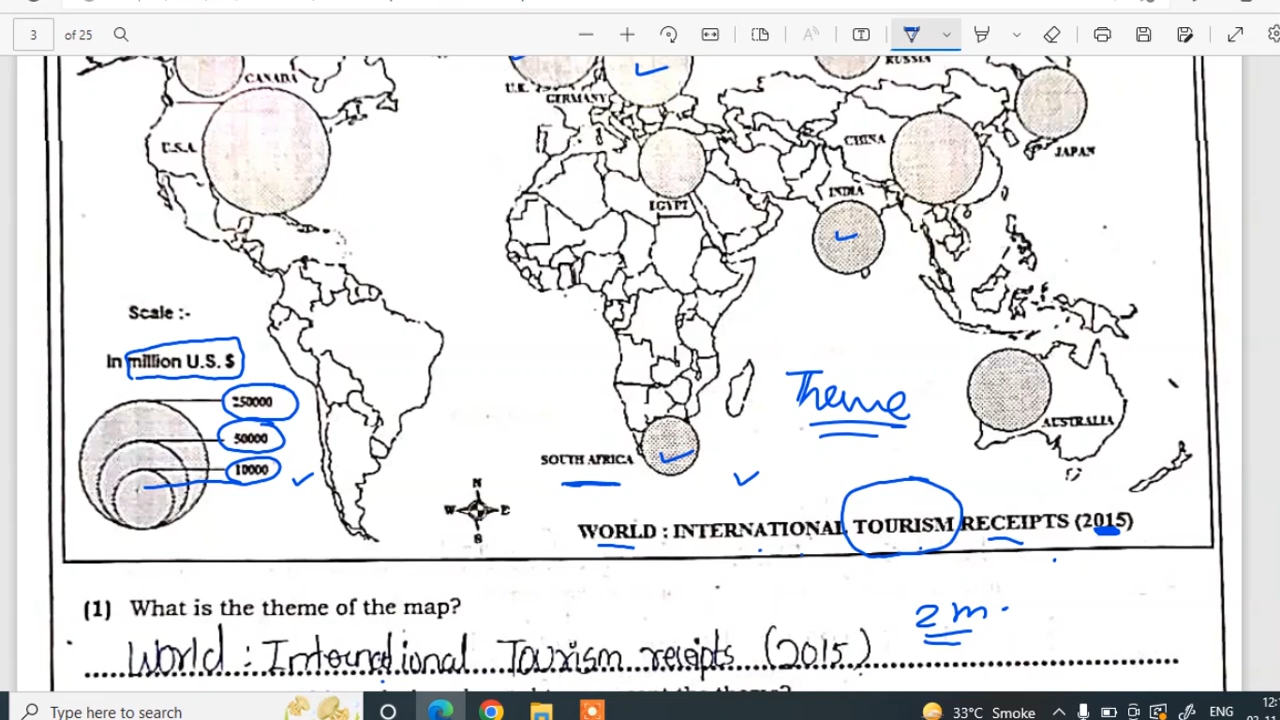 3 of 25
CANADA
RUSSIA
U.K.
GERMANY
U.S.A.
CHINA
JAPAN
INDIA
EGYPT
Scale :-
In million U.S. $
250000
50000
10000
Theme
AUSTRALIA
SOUTH AFRICA
N
W E
S
WORLD : INTERNATIONAL TOURISM RECEIPTS (2015)
(1) What is the theme of the map?
2 m.
World : International Tourism receipts (2015)
Type here to search
33°C Smoke
ENG